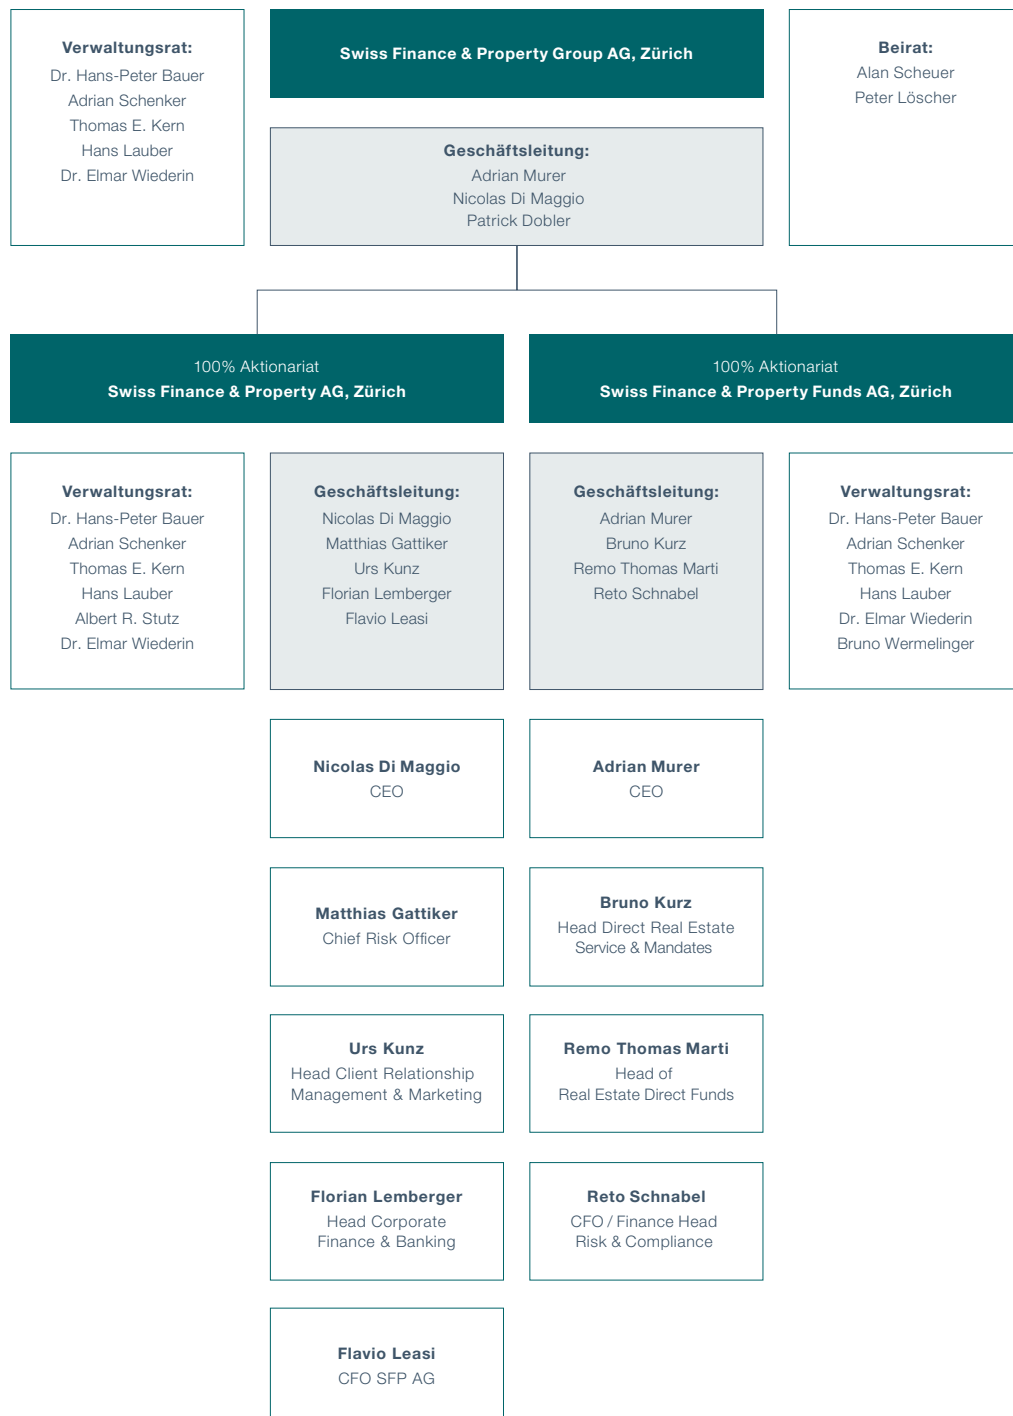 Verwaltungsrat:
Dr. Hans-Peter Bauer
Adrian Schenker
Thomas E. Kern
Hans Lauber
Dr. Elmar Wiederin
Swiss Finance & Property Group AG, Zürich
Geschäftsleitung:
Adrian Murer
Nicolas Di Maggio
Patrick Dobler
Beirat:
Alan Scheuer
Peter Löscher
100% Aktionariat
Swiss Finance & Property AG, Zürich
100% Aktionariat
Swiss Finance & Property Funds AG, Zürich
Verwaltungsrat:
Dr. Hans-Peter Bauer
Adrian Schenker
Thomas E. Kern
Hans Lauber
Albert R. Stutz
Dr. Elmar Wiederin
Geschäftsleitung:
Nicolas Di Maggio
Matthias Gattiker
Urs Kunz
Florian Lemberger
Flavio Leasi
Geschäftsleitung:
Adrian Murer
Bruno Kurz
Remo Thomas Marti
Reto Schnabel
Verwaltungsrat:
Dr. Hans-Peter Bauer
Adrian Schenker
Thomas E. Kern
Hans Lauber
Dr. Elmar Wiederin
Bruno Wermelinger
Nicolas Di Maggio
CEO
Adrian Murer
CEO
Matthias Gattiker
Chief Risk Officer
Bruno Kurz
Head Direct Real Estate
Service & Mandates
Urs Kunz
Head Client Relationship
Management & Marketing
Remo Thomas Marti
Head of
Real Estate Direct Funds
Florian Lemberger
Head Corporate
Finance & Banking
Reto Schnabel
CFO / Finance Head
Risk & Compliance
Flavio Leasi
CFO SFP AG